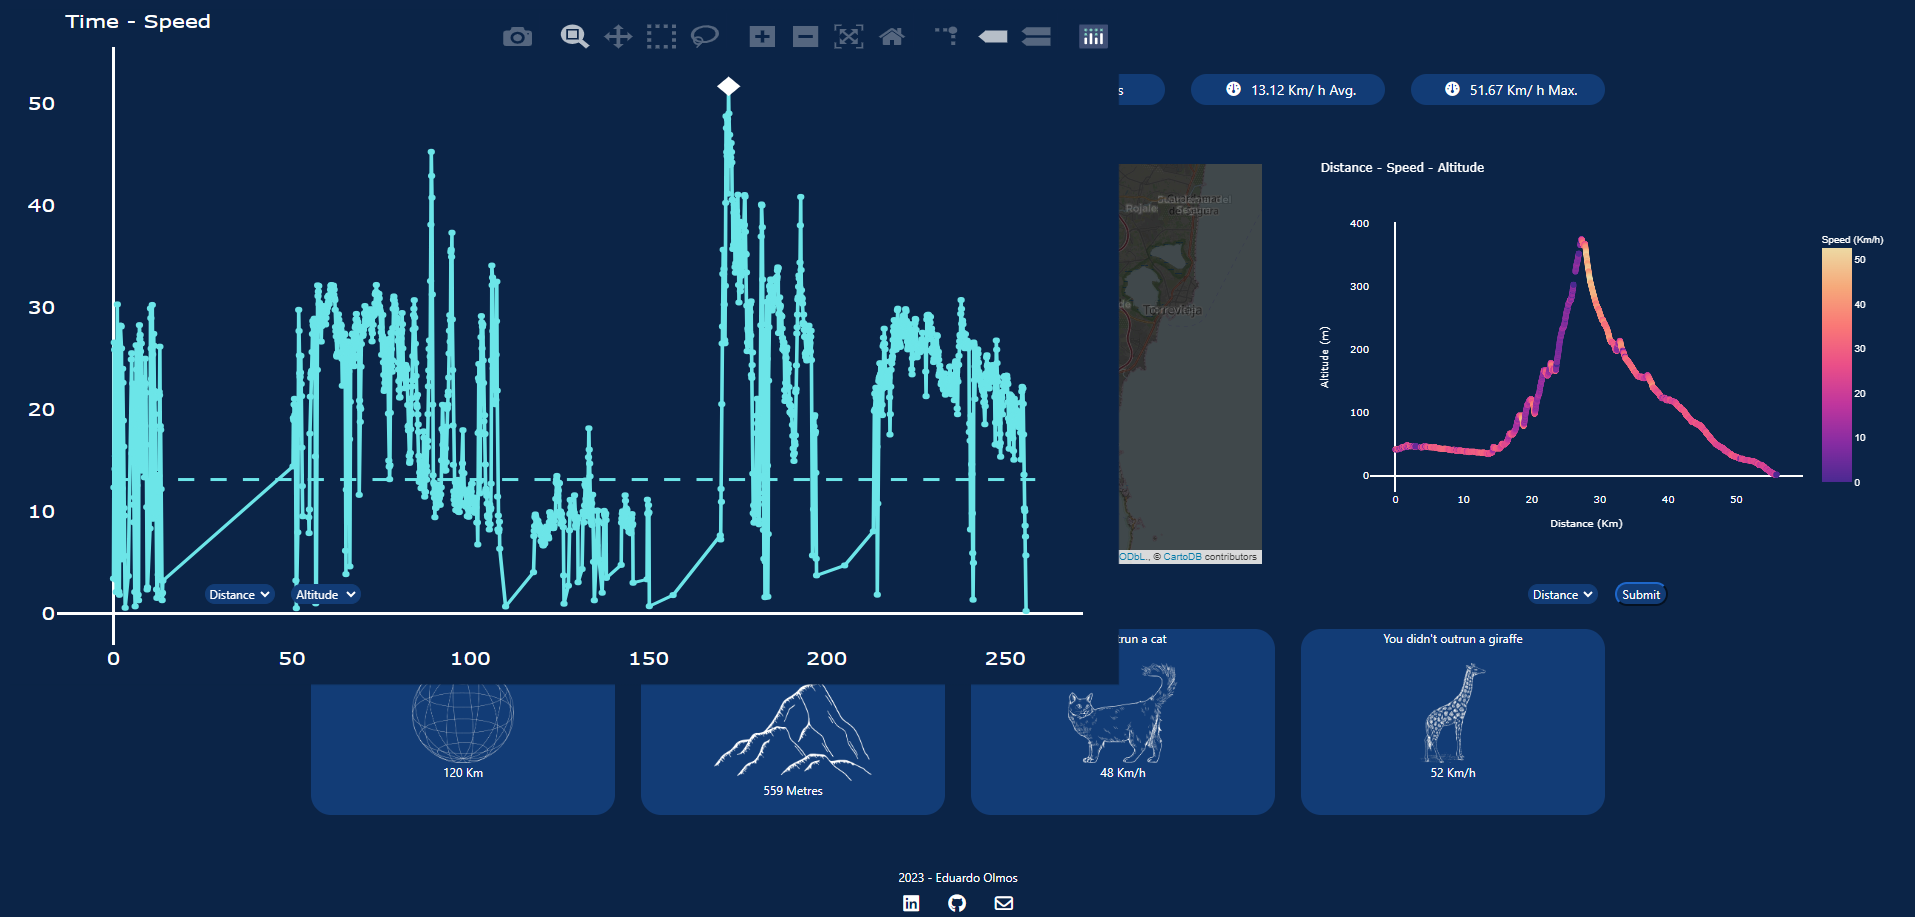 Time - Speed
50
40
30
20
10
0
0
50
100
150
200
250
Distance
Altitude
s
13.12 Km/ h Avg.
51.67 Km/ h Max.
Rojale
Guardamar del
Segura
de
Torrevieja
ODbL., © CartoDB contributors
Distance - Speed - Altitude
400
300
200
100
0
Altitude (m)
0
10
20
30
40
50
Distance (Km)
Speed (Km/h)
50
40
30
20
10
0
Distance
Submit
120 Km
559 Metres
run a cat
48 Km/h
You didn't outrun a giraffe
52 Km/h
2023 - Eduardo Olmos
in